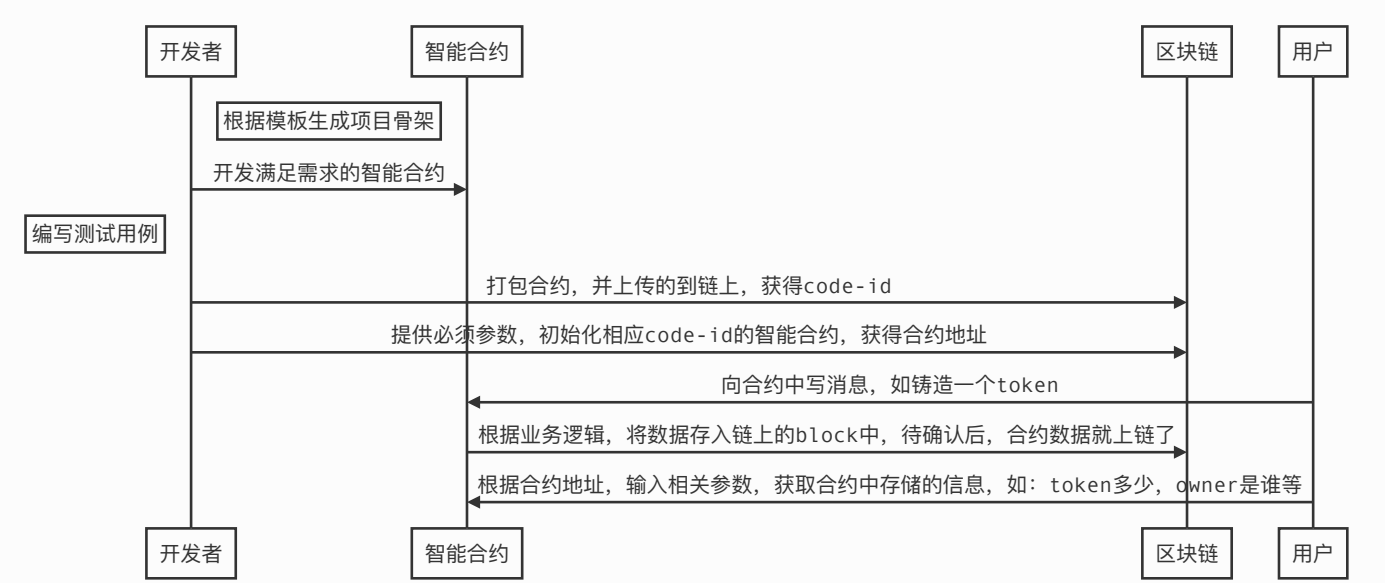 开发者
智能合约
区块链
用户
根据模板生成项目骨架
开发满足需求的智能合约
编写测试用例
打包合约，并上传的到链上，获得code-id
提供必须参数，初始化相应code-id的智能合约，获得合约地址
向合约中写消息，如铸造一个token
根据业务逻辑，将数据存入链上的block中，待确认后，合约数据就上链了
根据合约地址，输入相关参数，获取合约中存储的信息，如：token多少，owner是谁等
开发者
智能合约
区块链
用户